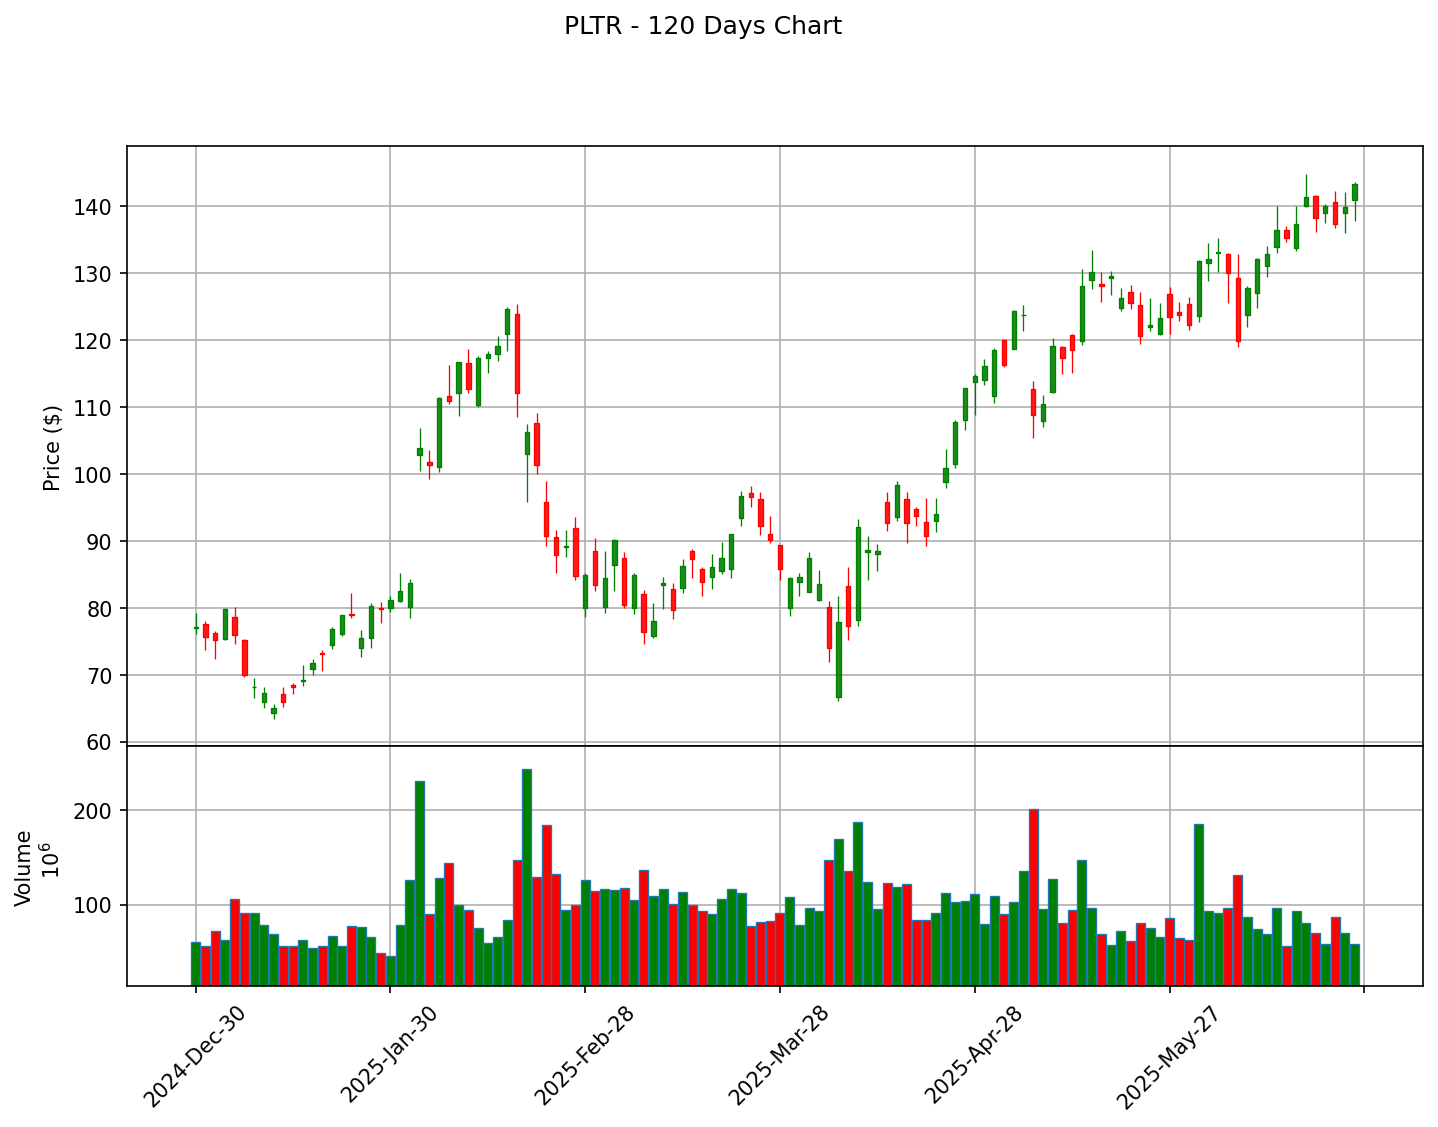 PLTR - 120 Days Chart
Price ($)
140
130
120
110
100
90
80
70
60
Volume
10^6
200
100
2024-Dec-30
2025-Jan-30
2025-Feb-28
2025-Mar-28
2025-Apr-28
2025-May-27